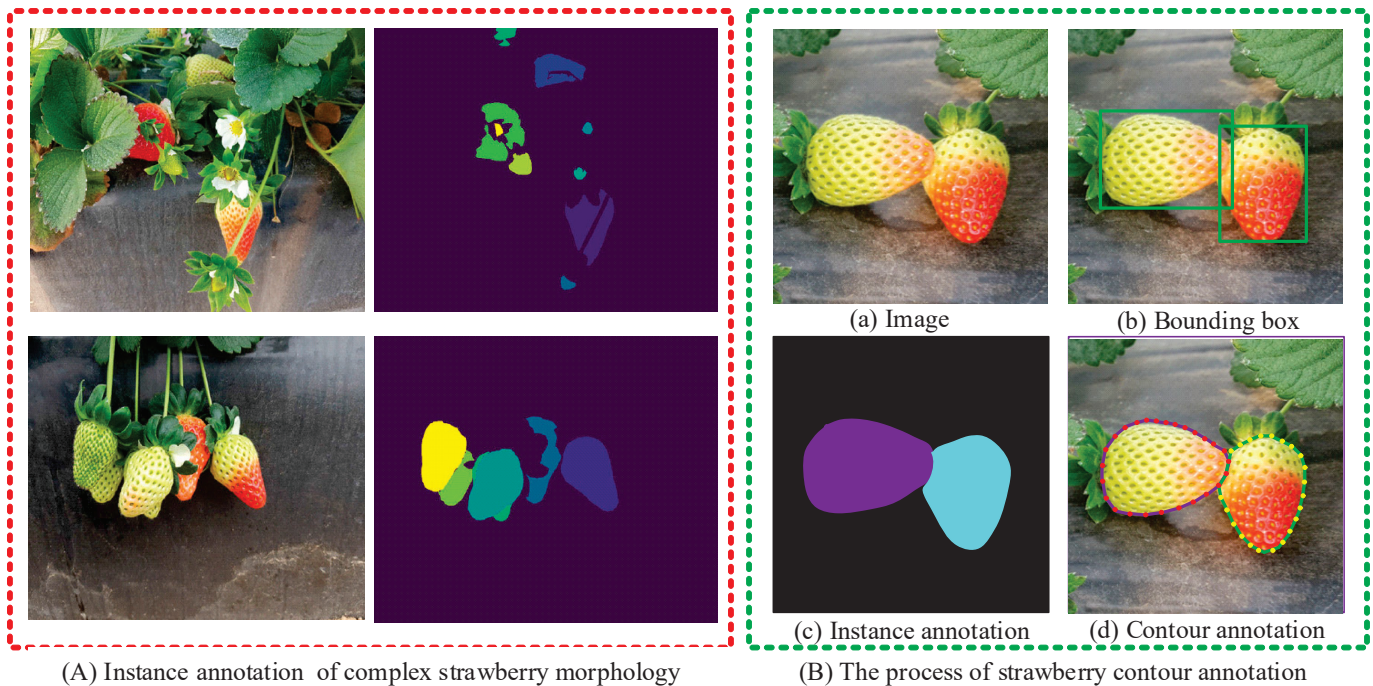 (a) Image
(b) Bounding box
(c) Instance annotation
(d) Contour annotation
(A) Instance annotation of complex strawberry morphology
(B) The process of strawberry contour annotation